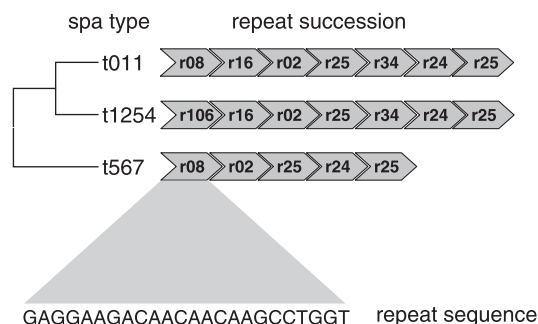 spa type repeat succession
t011 r08 r16 r02 r25 r34 r24 r25
t1254 r106 r16 r02 r25 r34 r24 r25
t567 r08 r02 r25 r24 r25
GAGGAAGACAACAACAAGCCTGGT repeat sequence